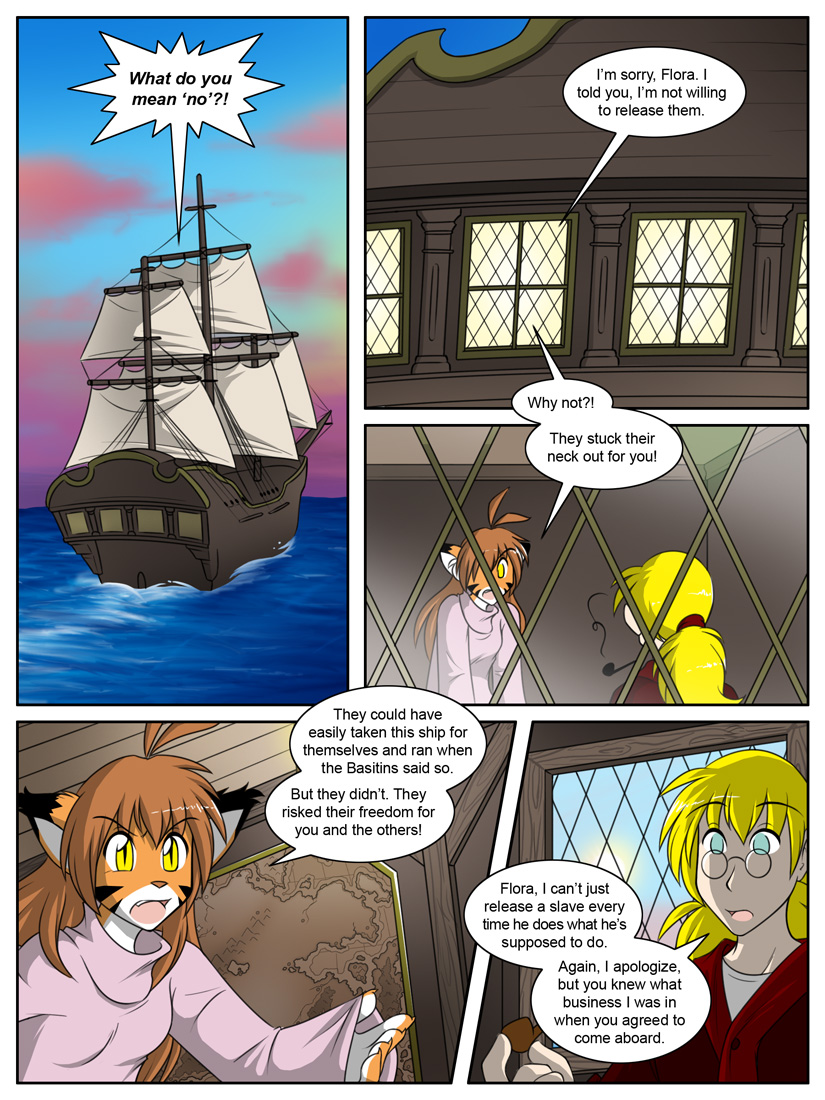 What do you
mean ‘no’?!
I’m sorry, Flora. I
told you, I’m not willing
to release them.
Why not?!
They stuck their
neck out for you!
They could have
easily taken this ship for
themselves and ran when
the Basitins said so.
But they didn’t. They
risked their freedom for
you and the others!
Flora, I can’t just
release a slave every
time he does what he’s
supposed to do.
Again, I apologize,
but you knew what
business I was in
when you agreed to
come aboard.